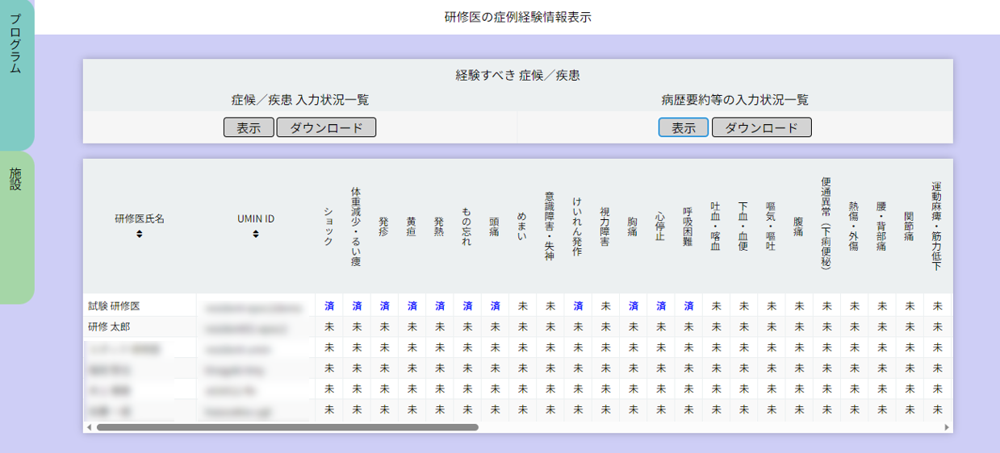 研修医の症例経験情報表示
プログラム
施設
経験すべき 症候／疾患
症候／疾患 入力状況一覧
病歴要約等の入力状況一覧
表示 ダウンロード
表示 ダウンロード
研修医氏名
UMIN ID
ショック
体重減少・るい痩
発疹
黄疸
発熱
もの忘れ
頭痛
めまい
意識障害・失神
けいれん発作
視力障害
胸痛
心停止
呼吸困難
吐血・喀血
下血・血便
嘔気・嘔吐
腹痛
便通異常（下痢便秘）
熱傷・外傷
腰・背部痛
関節痛
運動麻痺・筋力低下
試験 研修医 済 済 済 済 済 済 済 未 未 済 未 済 済 済 未 未 未 未 未 未 未 未 未
研修 太郎 未 未 未 未 未 未 未 未 未 未 未 未 未 未 未 未 未 未 未 未 未 未 未
未 未 未 未 未 未 未 未 未 未 未 未 未 未 未 未 未 未 未 未 未 未 未
未 未 未 未 未 未 未 未 未 未 未 未 未 未 未 未 未 未 未 未 未 未 未
未 未 未 未 未 未 未 未 未 未 未 未 未 未 未 未 未 未 未 未 未 未 未
未 未 未 未 未 未 未 未 未 未 未 未 未 未 未 未 未 未 未 未 未 未 未